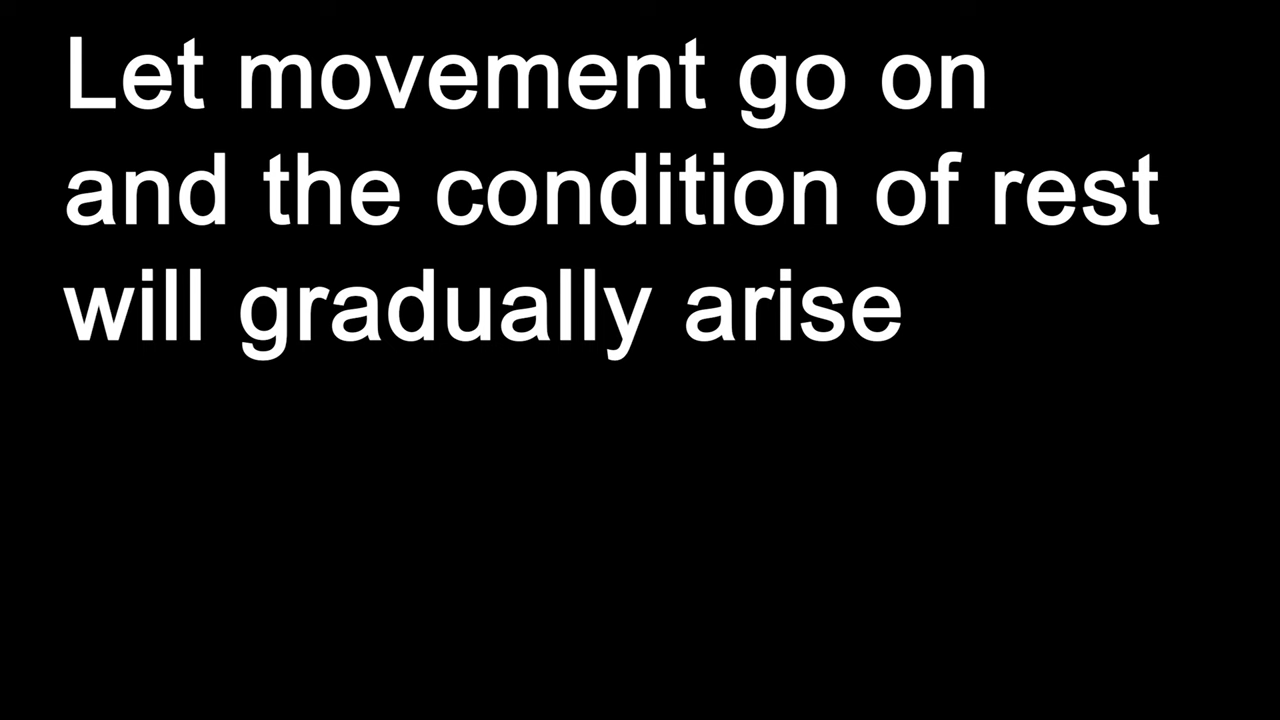 Let movement go on
and the condition of rest
will gradually arise